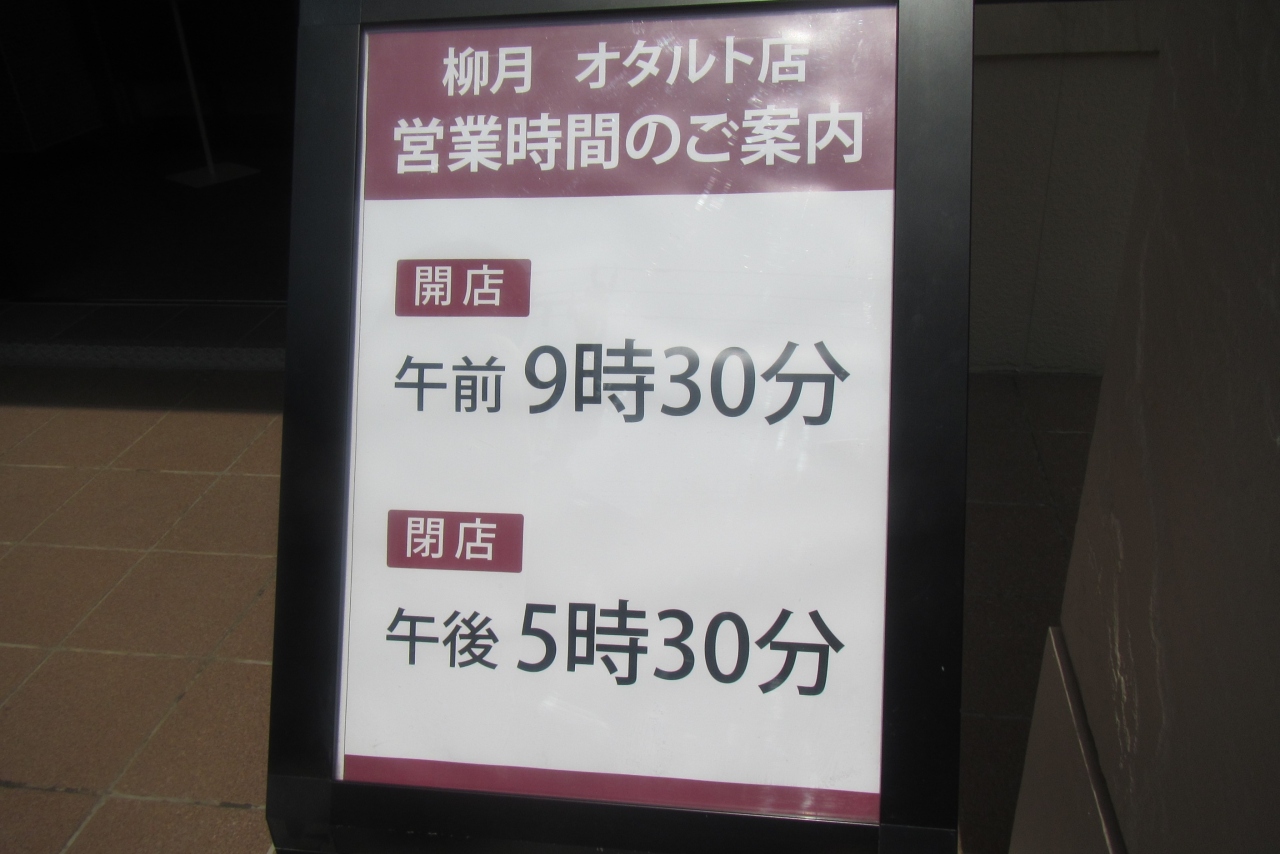 柳月　オタルト店
営業時間のご案内
開店
午前 9時30分
閉店
午後 5時30分